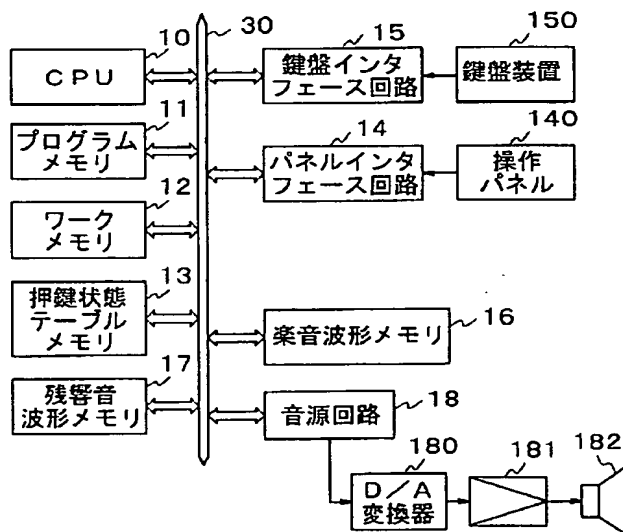 10
CPU
11
プログラム
メモリ
12
ワーク
メモリ
13
押鍵状態
テーブル
メモリ
17
残響音
波形メモリ
30
15
鍵盤インタ
フェース回路
150
鍵盤装置
14
パネルインタ
フェース回路
140
操作
パネル
16
楽音波形メモリ
18
音源回路
180
D/A
変換器
181
182